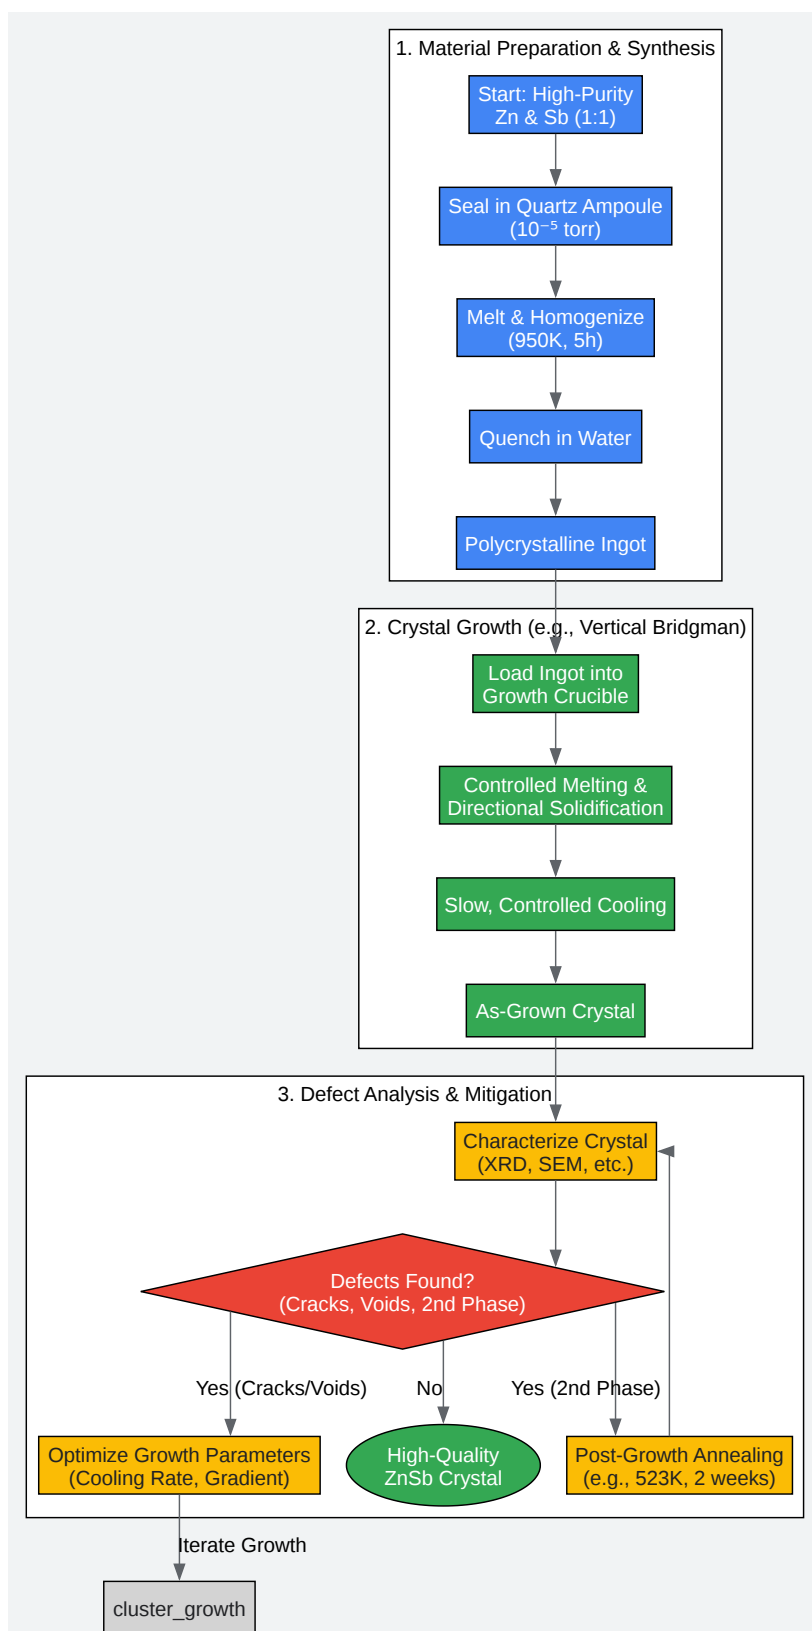 1. Material Preparation & Synthesis
Start: High-Purity
Zn & Sb (1:1)
Seal in Quartz Ampoule
(10⁻⁵ torr)
Melt & Homogenize
(950K, 5h)
Quench in Water
Polycrystalline Ingot
2. Crystal Growth (e.g., Vertical Bridgman)
Load Ingot into
Growth Crucible
Controlled Melting &
Directional Solidification
Slow, Controlled Cooling
As-Grown Crystal
3. Defect Analysis & Mitigation
Characterize Crystal
(XRD, SEM, etc.)
Defects Found?
(Cracks, Voids, 2nd Phase)
Yes (Cracks/Voids)
No
Yes (2nd Phase)
Optimize Growth Parameters
(Cooling Rate, Gradient)
High-Quality
ZnSb Crystal
Post-Growth Annealing
(e.g., 523K, 2 weeks)
Iterate Growth
cluster_growth